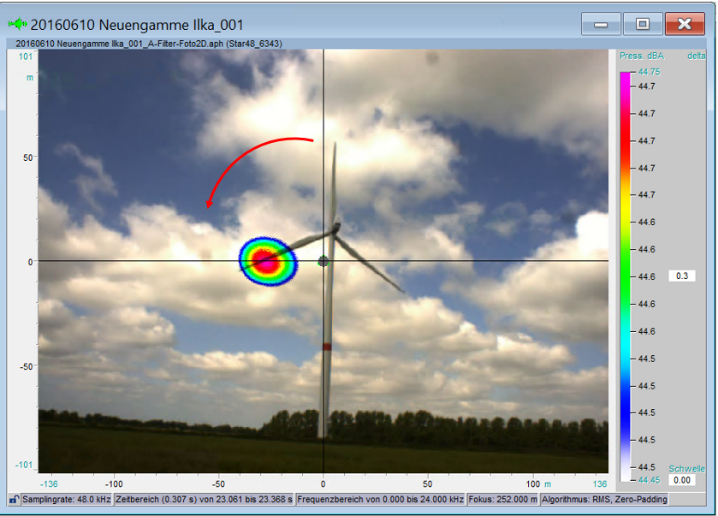 20160610 Neuengamme Ilka_001
20160610 Neuengamme Ilka_001_A-Filter-Foto2D.aph (Star48_6343)
101
m
50
0
-50
-101
-136
-100
-50
0
50
100 m
136
Press. dBA
delta
44.75
44.7
44.7
44.7
44.7
44.6
44.6
44.6
0.3
44.6
44.6
44.5
44.5
44.5
44.5
Schwelle
44.45
0.00
Samplingrate: 48.0 kHz
Zeitbereich (0.307 s) von 23.061 bis 23.368 s
Frequenzbereich von 0.000 bis 24.000 kHz
Fokus: 252.000 m
Algorithmus: RMS, Zero-Padding